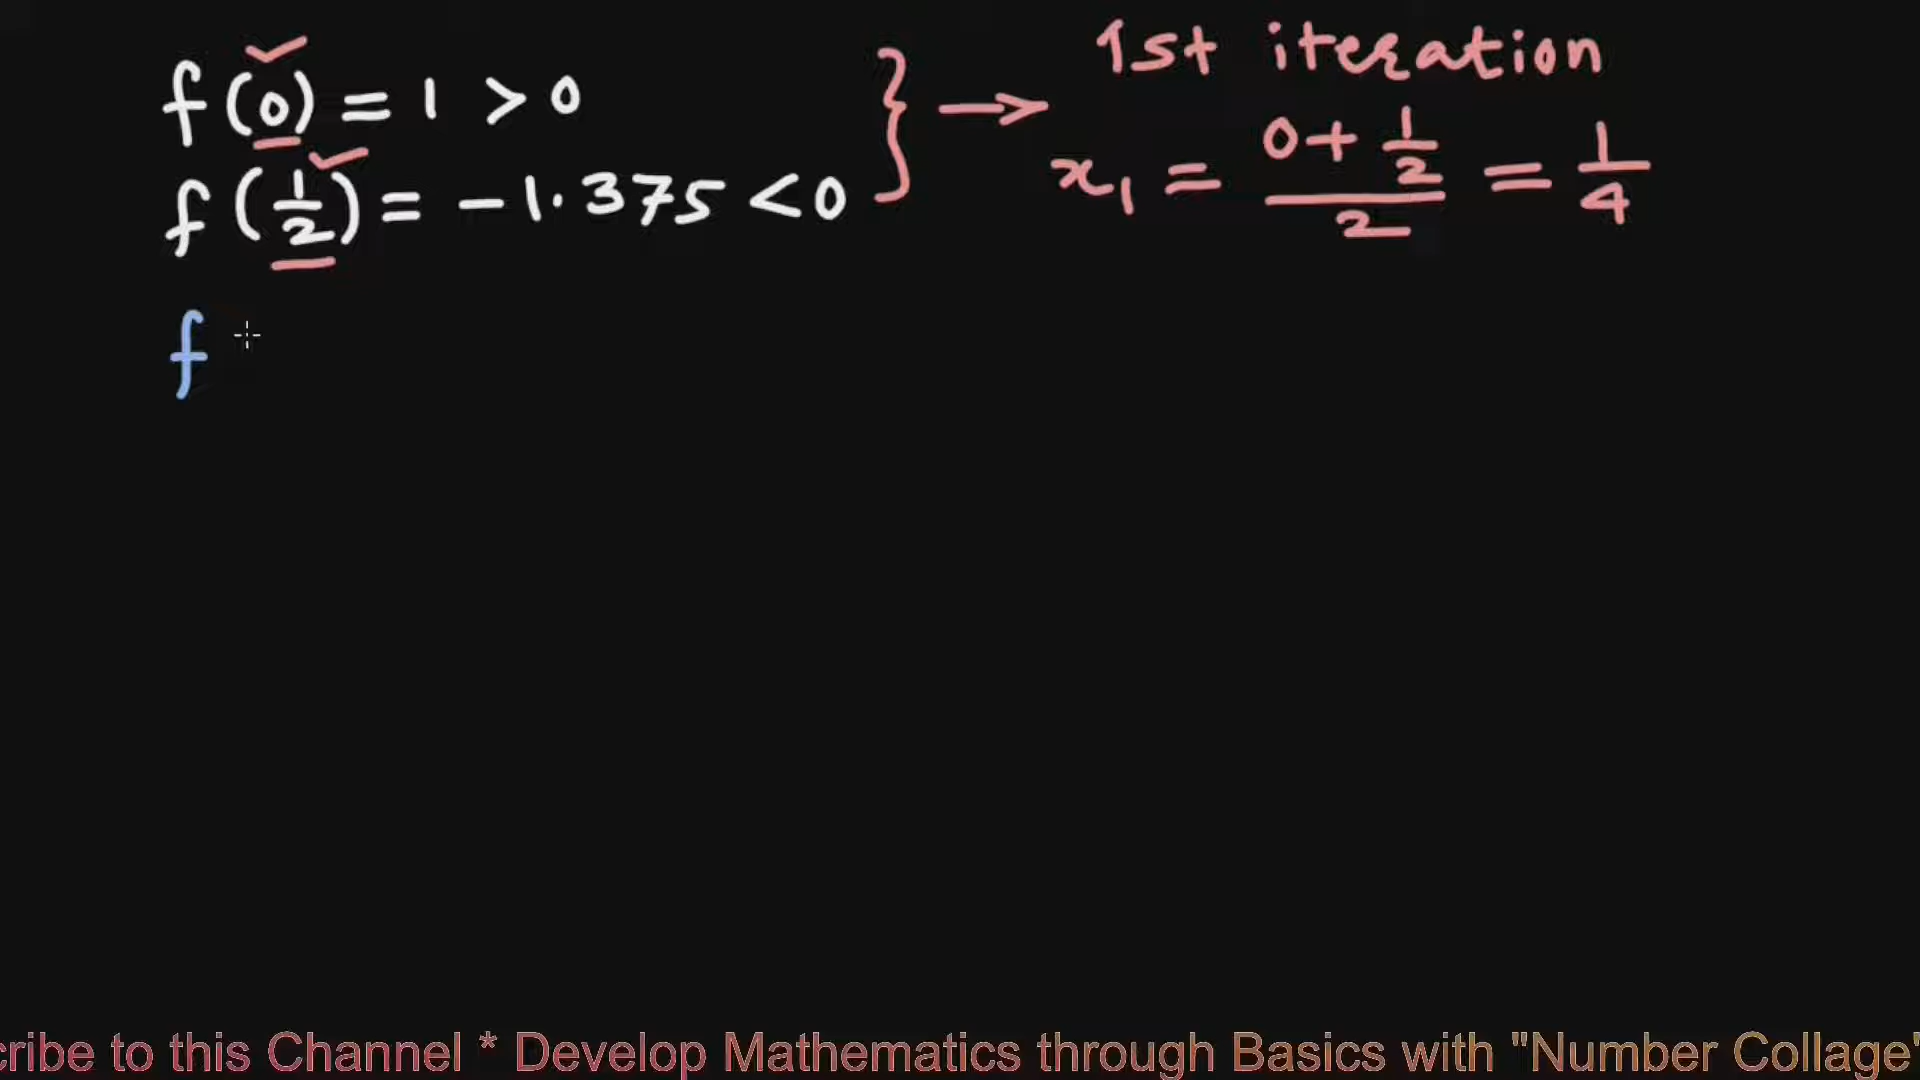 f(0) = 1 > 0
f(1/2) = -1.375 < 0
1st iteration
x₁ = (0 + 1/2)/2 = 1/4
f
cribe to this Channel * Develop Mathematics through Basics with "Number Collage"